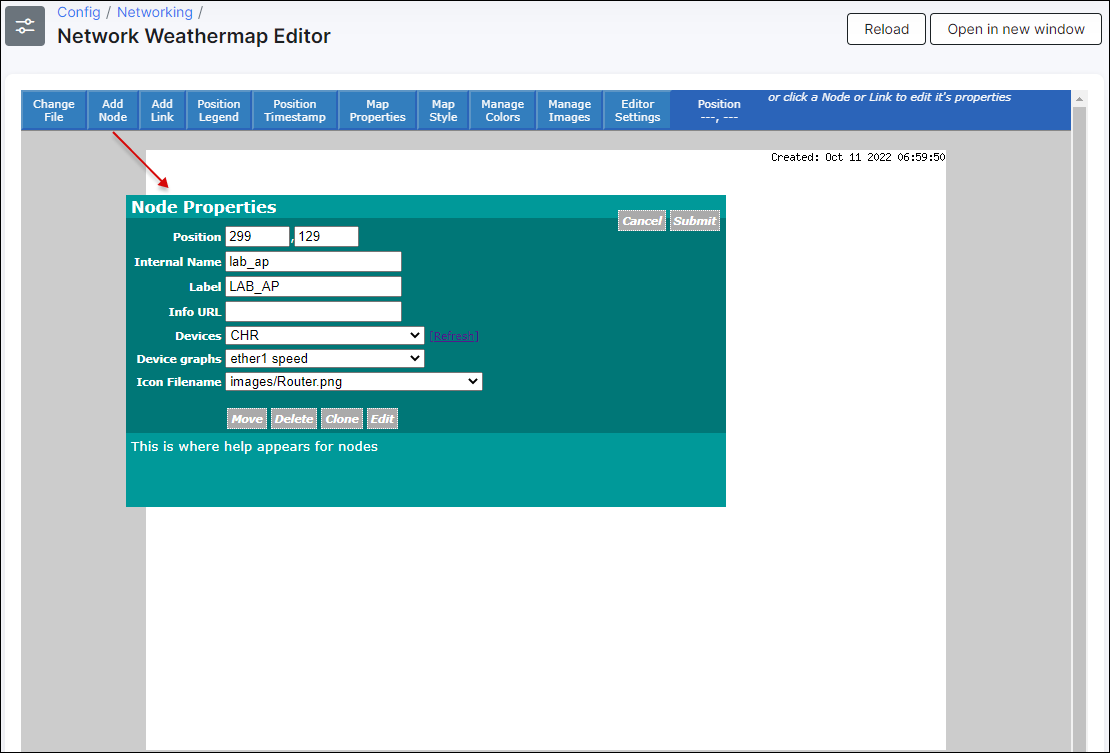 Config / Networking /
Network Weathermap Editor
Reload
Open in new window
Change File
Add Node
Add Link
Position Legend
Position Timestamp
Map Properties
Map Style
Manage Colors
Manage Images
Editor Settings
Position ---, ---
or click a Node or Link to edit it's properties
Created: Oct 11 2022 06:59:50
Node Properties
Cancel Submit
Position 299 , 129
Internal Name lab_ap
Label LAB_AP
Info URL
Devices CHR [Refresh]
Device graphs ether1 speed
Icon Filename images/Router.png
Move Delete Clone Edit
This is where help appears for nodes